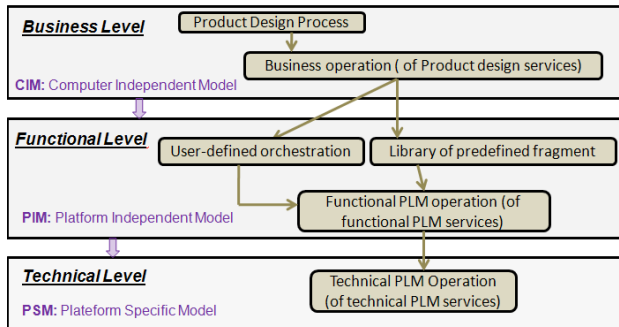 Business Level
Product Design Process
Business operation ( of Product design services)
CIM: Computer Independent Model
Functional Level
User-defined orchestration
Library of predefined fragment
Functional PLM operation (of
functional PLM services)
PIM: Platform Independent Model
Technical Level
Technical PLM Operation
(of technical PLM services)
PSM: Plateform Specific Model